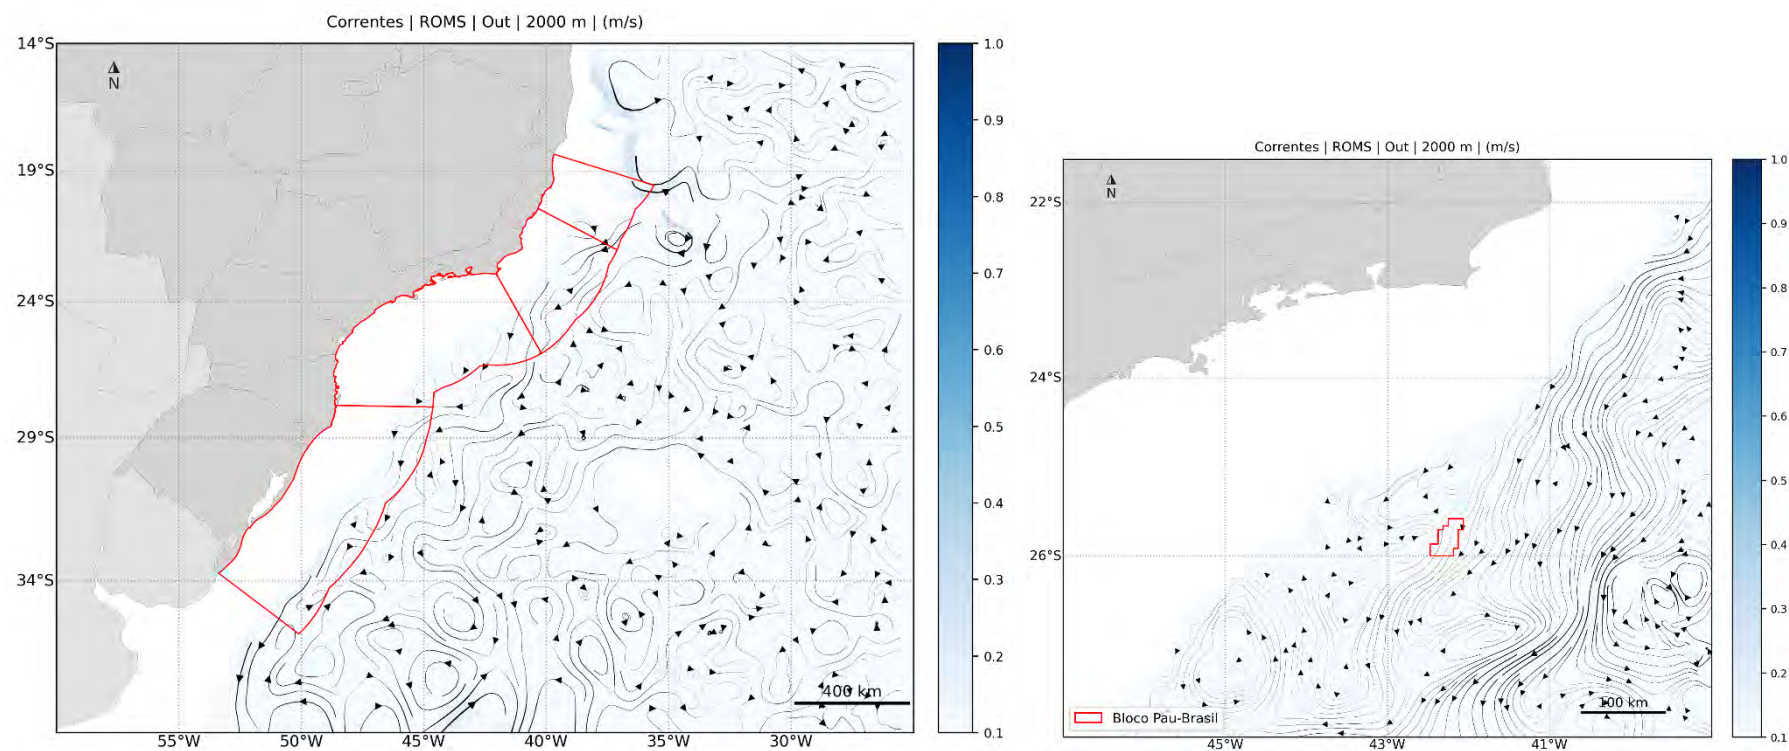 Correntes | ROMS | Out | 2000 m | (m/s)
14°S
19°S
24°S
29°S
34°S
N
55°W
50°W
45°W
40°W
35°W
30°W
400 km
1.0
0.9
0.8
0.7
0.6
0.5
0.4
0.3
0.2
0.1
Correntes | ROMS | Out | 2000 m | (m/s)
22°S
24°S
26°S
N
45°W
43°W
41°W
Bloco Pau-Brasil
100 km
1.0
0.9
0.8
0.7
0.6
0.5
0.4
0.3
0.2
0.1